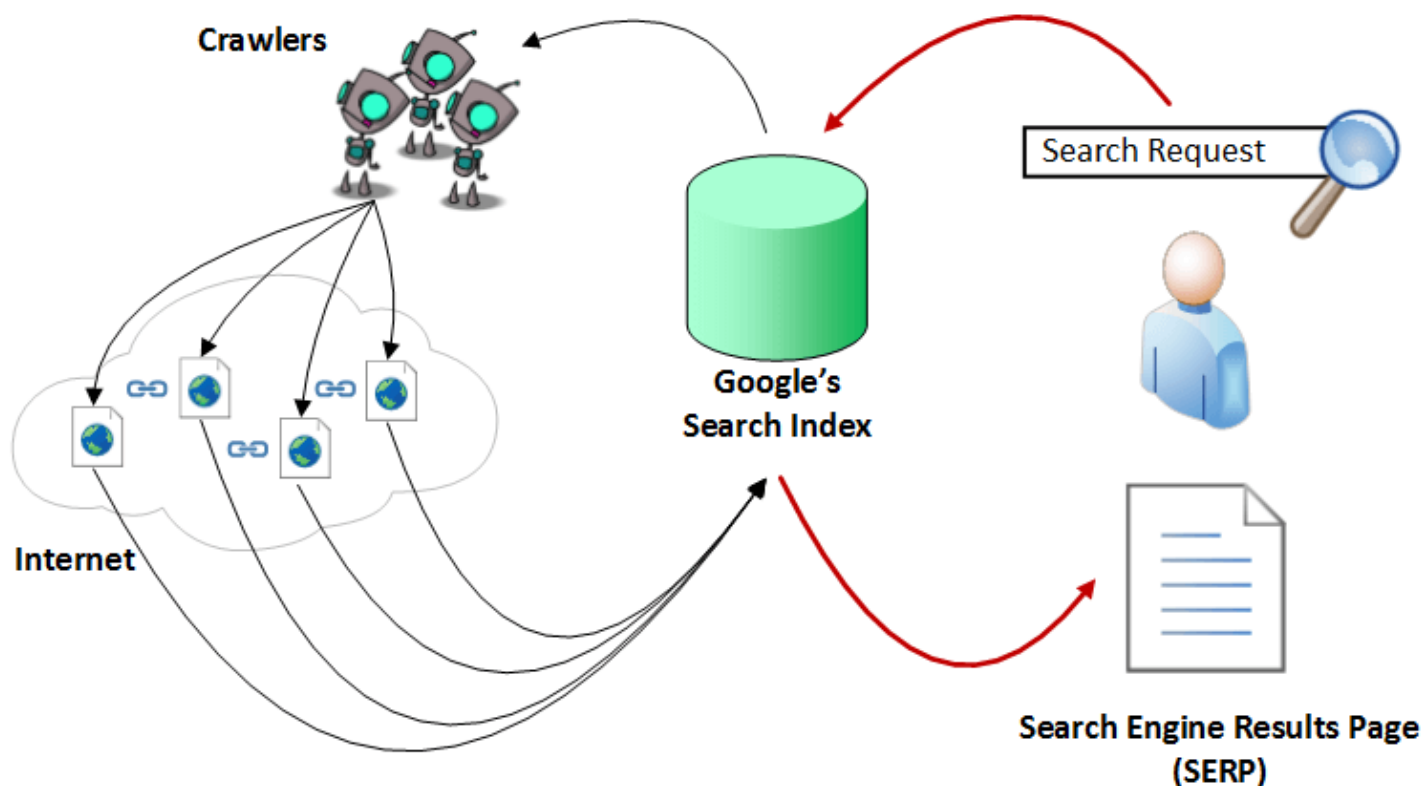 Crawlers
Search Request
Google's
Search Index
Internet
Search Engine Results Page
(SERP)